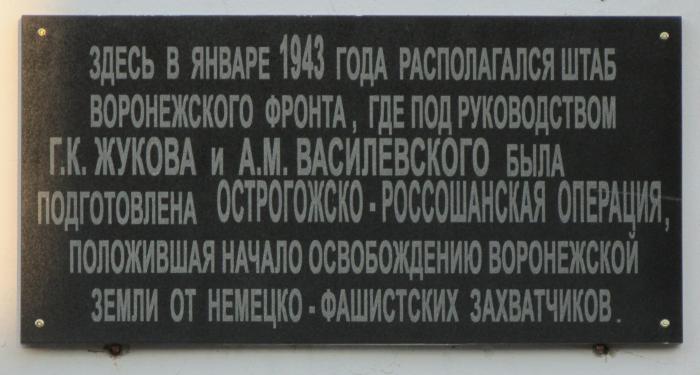 ЗДЕСЬ В ЯНВАРЕ 1943 ГОДА РАСПОЛАГАЛСЯ ШТАБ
ВОРОНЕЖСКОГО ФРОНТА, ГДЕ ПОД РУКОВОДСТВОМ
Г.К. ЖУКОВА и А.М. ВАСИЛЕВСКОГО БЫЛА
ПОДГОТОВЛЕНА ОСТРОГОЖСКО - РОССОШАНСКАЯ ОПЕРАЦИЯ,
ПОЛОЖИВШАЯ НАЧАЛО ОСВОБОЖДЕНИЮ ВОРОНЕЖСКОЙ
ЗЕМЛИ ОТ НЕМЕЦКО - ФАШИСТСКИХ ЗАХВАТЧИКОВ.